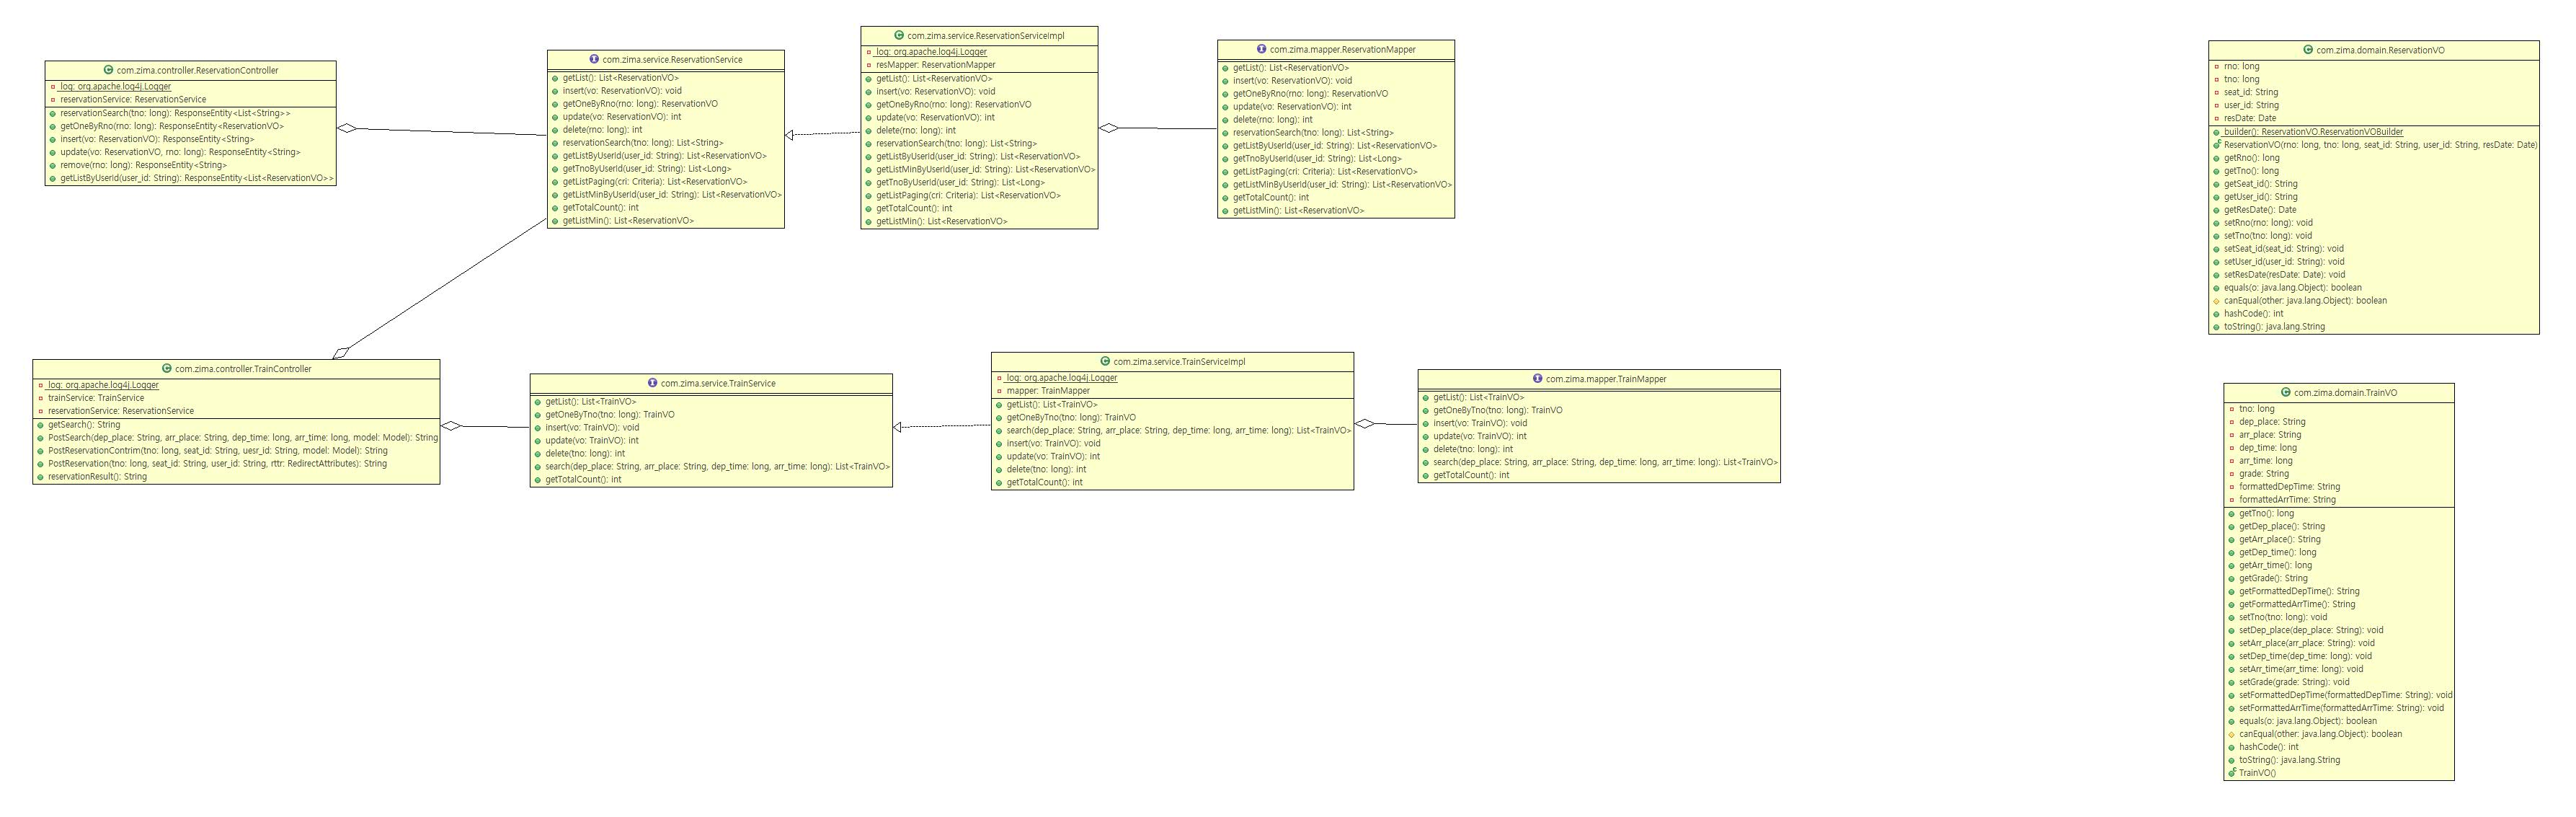 com.zima.controller.ReservationController
log: org.apache.log4j.Logger
reservationService: ReservationService
reservationSearch(tno: long): ResponseEntity<List<String>>
getOneByRno(rno: long): ResponseEntity<ReservationVO>
insert(vo: ReservationVO): ResponseEntity<String>
update(vo: ReservationVO, rno: long): ResponseEntity<String>
remove(rno: long): ResponseEntity<String>
getListByUserId(user_id: String): ResponseEntity<List<ReservationVO>>
com.zima.service.ReservationService
getList(): List<ReservationVO>
insert(vo: ReservationVO): void
getOneByRno(rno: long): ReservationVO
update(vo: ReservationVO): int
delete(rno: long): int
reservationSearch(tno: long): List<String>
getListByUserId(user_id: String): List<ReservationVO>
getTnoByUserId(user_id: String): List<Long>
getListPaging(cri: Criteria): List<ReservationVO>
getListMinByUserId(user_id: String): List<ReservationVO>
getTotalCount(): int
getListMin(): List<ReservationVO>
com.zima.service.ReservationServiceImpl
log: org.apache.log4j.Logger
resMapper: ReservationMapper
getList(): List<ReservationVO>
insert(vo: ReservationVO): void
getOneByRno(rno: long): ReservationVO
update(vo: ReservationVO): int
delete(rno: long): int
reservationSearch(tno: long): List<String>
getListByUserId(user_id: String): List<ReservationVO>
getListMinByUserId(user_id: String): List<ReservationVO>
getTnoByUserId(user_id: String): List<Long>
getListPaging(cri: Criteria): List<ReservationVO>
getTotalCount(): int
getListMin(): List<ReservationVO>
com.zima.mapper.ReservationMapper
getList(): List<ReservationVO>
insert(vo: ReservationVO): void
getOneByRno(rno: long): ReservationVO
update(vo: ReservationVO): int
delete(rno: long): int
reservationSearch(tno: long): List<String>
getListByUserId(user_id: String): List<ReservationVO>
getTnoByUserId(user_id: String): List<Long>
getListPaging(cri: Criteria): List<ReservationVO>
getListMinByUserId(user_id: String): List<ReservationVO>
getTotalCount(): int
getListMin(): List<ReservationVO>
com.zima.domain.ReservationVO
rno: long
tno: long
seat_id: String
user_id: String
resDate: Date
builder(): ReservationVO.ReservationVOBuilder
ReservationVO(rno: long, tno: long, seat_id: String, user_id: String, resDate: Date)
getRno(): long
getTno(): long
getSeat_id(): String
getUser_id(): String
getResDate(): Date
setRno(rno: long): void
setTno(tno: long): void
setSeat_id(seat_id: String): void
setUser_id(user_id: String): void
setResDate(resDate: Date): void
equals(o: java.lang.Object): boolean
canEqual(other: java.lang.Object): boolean
hashCode(): int
toString(): java.lang.String
com.zima.controller.TrainController
log: org.apache.log4j.Logger
trainService: TrainService
reservationService: ReservationService
getSearch(): String
PostSearch(dep_place: String, arr_place: String, dep_time: long, arr_time: long, model: Model): String
PostReservationContrim(tno: long, seat_id: String, uesr_id: String, model: Model): String
PostReservation(tno: long, seat_id: String, user_id: String, rttr: RedirectAttributes): String
reservationResult(): String
com.zima.service.TrainService
getList(): List<TrainVO>
getOneByTno(tno: long): TrainVO
insert(vo: TrainVO): void
update(vo: TrainVO): int
delete(tno: long): int
search(dep_place: String, arr_place: String, dep_time: long, arr_time: long): List<TrainVO>
getTotalCount(): int
com.zima.service.TrainServiceImpl
log: org.apache.log4j.Logger
mapper: TrainMapper
getList(): List<TrainVO>
getOneByTno(tno: long): TrainVO
search(dep_place: String, arr_place: String, dep_time: long, arr_time: long): List<TrainVO>
insert(vo: TrainVO): void
update(vo: TrainVO): int
delete(tno: long): int
getTotalCount(): int
com.zima.mapper.TrainMapper
getList(): List<TrainVO>
getOneByTno(tno: long): TrainVO
insert(vo: TrainVO): void
update(vo: TrainVO): int
delete(tno: long): int
search(dep_place: String, arr_place: String, dep_time: long, arr_time: long): List<TrainVO>
getTotalCount(): int
com.zima.domain.TrainVO
tno: long
dep_place: String
arr_place: String
dep_time: long
arr_time: long
grade: String
formattedDepTime: String
formattedArrTime: String
getTno(): long
getDep_place(): String
getArr_place(): String
getDep_time(): long
getArr_time(): long
getGrade(): String
getFormattedDepTime(): String
getFormattedArrTime(): String
setTno(tno: long): void
setDep_place(dep_place: String): void
setArr_place(arr_place: String): void
setDep_time(dep_time: long): void
setArr_time(arr_time: long): void
setGrade(grade: String): void
setFormattedDepTime(formattedDepTime: String): void
setFormattedArrTime(formattedArrTime: String): void
equals(o: java.lang.Object): boolean
canEqual(other: java.lang.Object): boolean
hashCode(): int
toString(): java.lang.String
TrainVO()